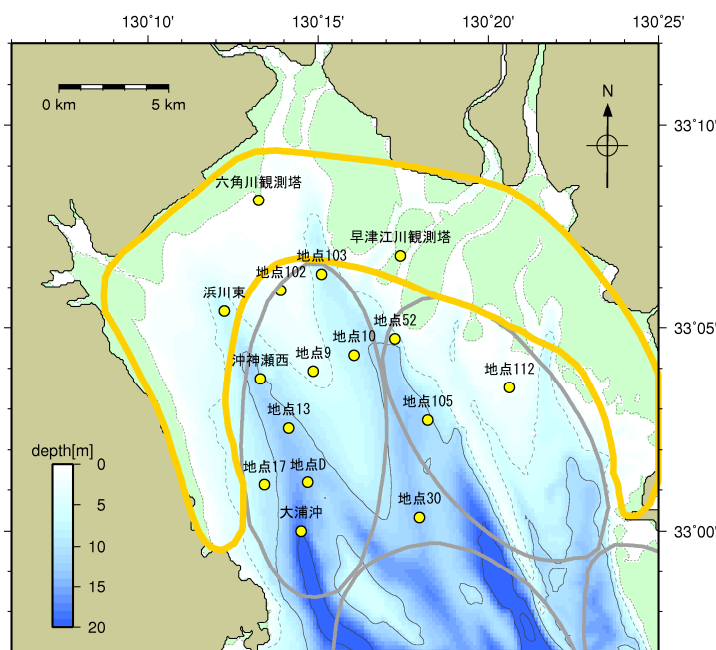 130°10' 130°15' 130°20' 130°25'
0 km 5 km
N
33°10'
六角川観測塔
早津江川観測塔
地点103
地点102
浜川東
33°05'
地点52
地点10
地点9
沖神瀬西
地点112
地点105
地点13
depth[m]
0
5
10
15
20
地点17 地点D
地点30
大浦沖
33°00'